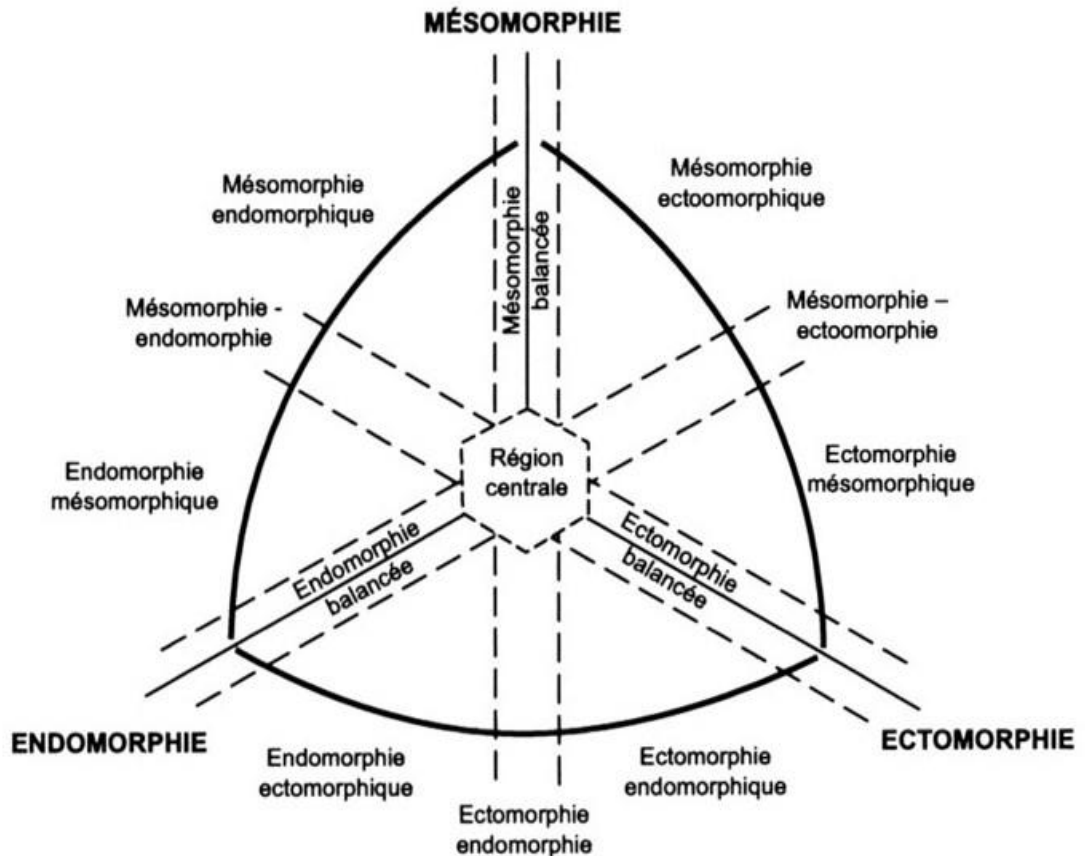 MÉSOMORPHIE
Mésomorphie
endomorphique
Mésomorphie
ectoomorphique
Mésomorphie
balancée
Mésomorphie -
endomorphie
Mésomorphie –
ectoomorphie
Région
centrale
Endomorphie
mésomorphique
Ectomorphie
mésomorphique
Endomorphie
balancée
Ectomorphie
balancée
ENDOMORPHIE
ECTOMORPHIE
Endomorphie
ectomorphique
Ectomorphie
endomorphique
Ectomorphie
endomorphie